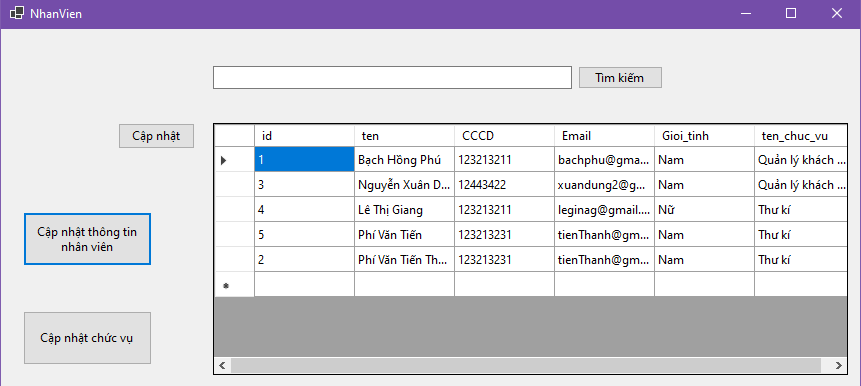 NhanVien
Tìm kiếm
Cập nhật
id ten CCCD Email Gioi_tinh ten_chuc_vu
1 Bạch Hồng Phú 123213211 bachphu@gma... Nam Quản lý khách ...
3 Nguyễn Xuân D... 12443422 xuandung2@g... Nam Quản lý khách ...
4 Lê Thị Giang 123213211 leginag@gmail.... Nữ Thư kí
5 Phí Văn Tiến 123213231 tienThanh@gm... Nam Thư kí
2 Phí Văn Tiến Th... 123213231 tienThanh@gm... Nam Thư kí
Cập nhật thông tin
nhân viên
Cập nhật chức vụ